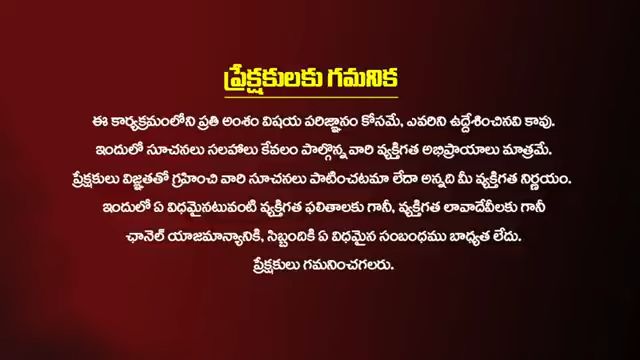 ప్రేక్షకులకు గమనిక
ఈ కార్యక్రమంలోని ప్రతి అంశం విషయ పరిజ్ఞానం కోసమే, ఎవరిని ఉద్దేశించినవి కావు.
ఇందులో సూచనలు సలహాలు కేవలం పాల్గొన్న వారి వ్యక్తిగత అభిప్రాయాలు మాత్రమే.
ప్రేక్షకులు విజ్ఞతతో గ్రహించి వారి సూచనలు పాటించటమా లేదా అన్నది మీ వ్యక్తిగత నిర్ణయం.
ఇందులో ఏ విధమైనటువంటి వ్యక్తిగత ఫలితాలకు గానీ, వ్యక్తిగత లావాదేవీలకు గానీ
ఛానెల్ యాజమాన్యానికి, సిబ్బందికి ఏ విధమైన సంబంధము బాధ్యత లేదు.
ప్రేక్షకులు గమనించగలరు.